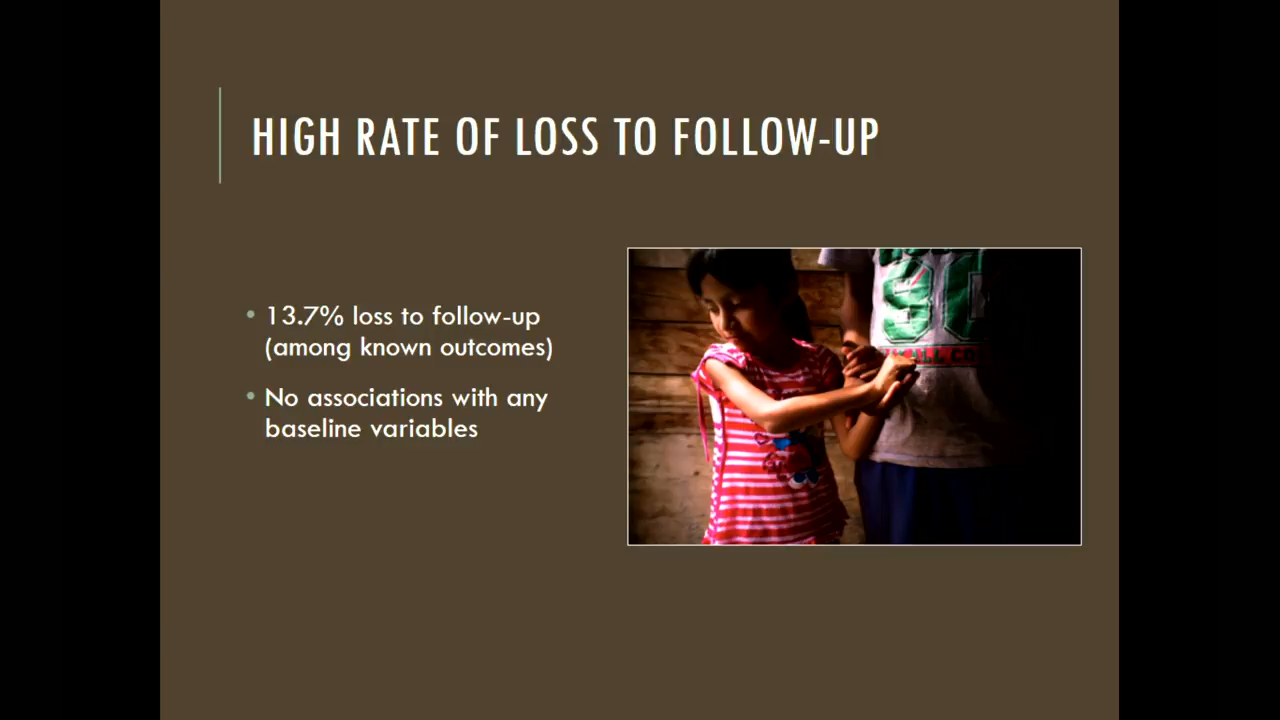 HIGH RATE OF LOSS TO FOLLOW-UP
• 13.7% loss to follow-up
(among known outcomes)
• No associations with any
baseline variables